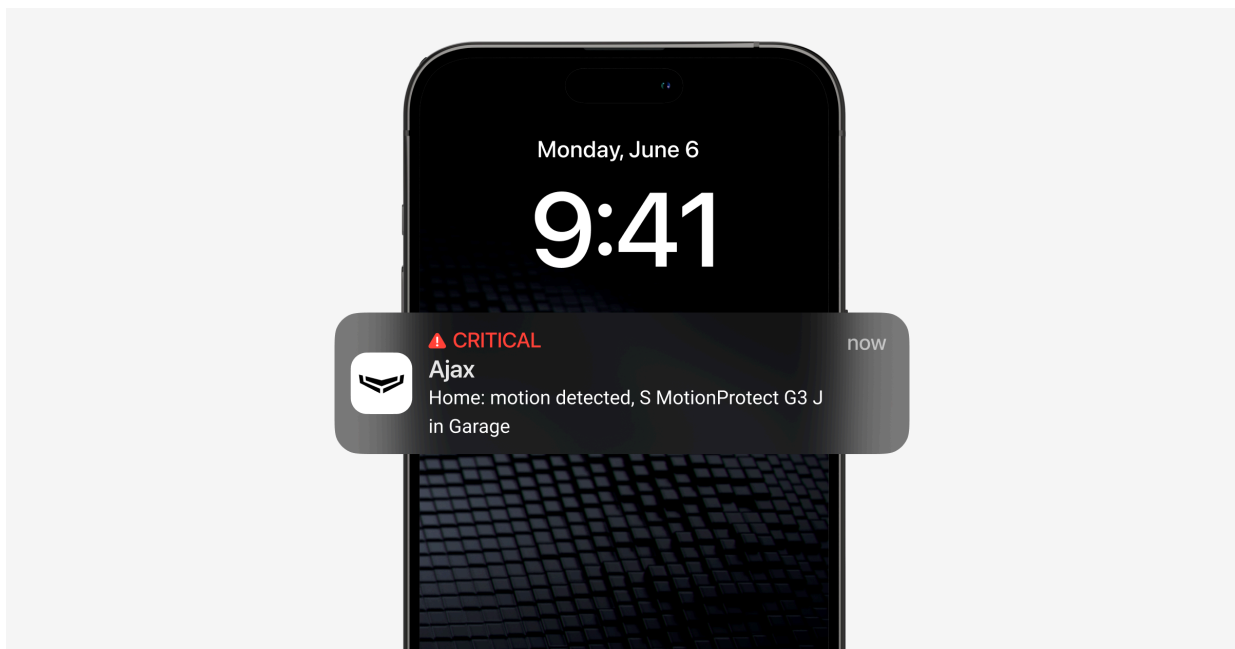 Monday, June 6
9:41
CRITICAL
now
Ajax
Home: motion detected, S MotionProtect G3 J
in Garage